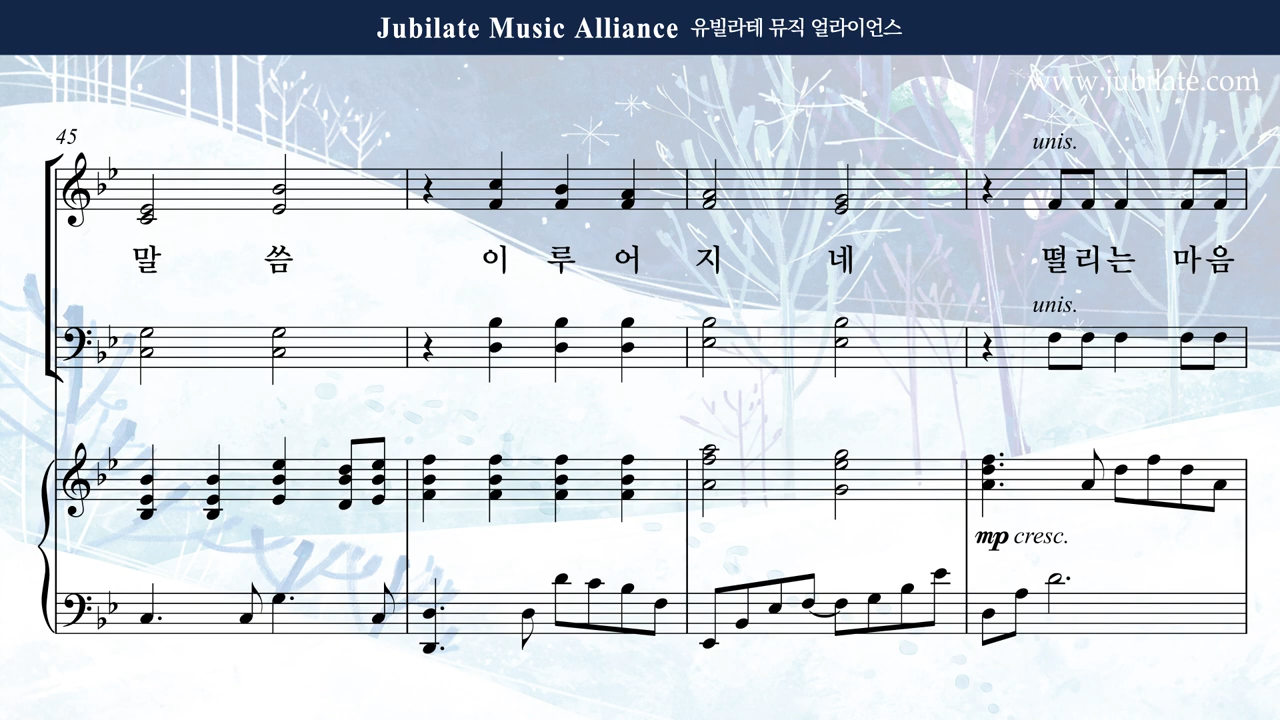 Jubilate Music Alliance 유빌라테 뮤직 얼라이언스
www.jubilate.com
45
unis.
말 씀 이 루 어 지 네 떨 리 는 마 음
unis.
mp cresc.